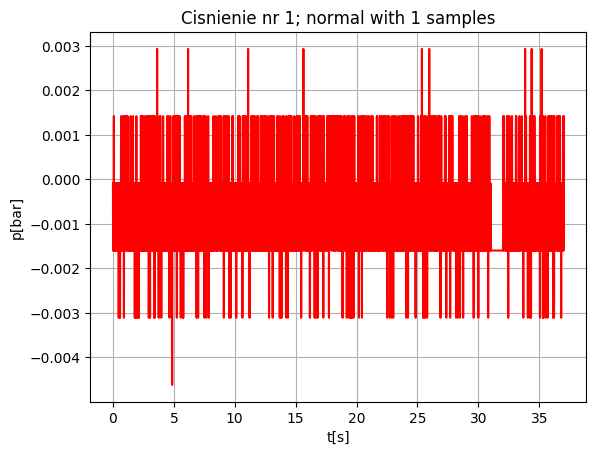 Cisnienie nr 1; normal with 1 samples
0.003
0.002
0.001
0.000
−0.001
−0.002
−0.003
−0.004
p[bar]
0 5 10 15 20 25 30 35
t[s]